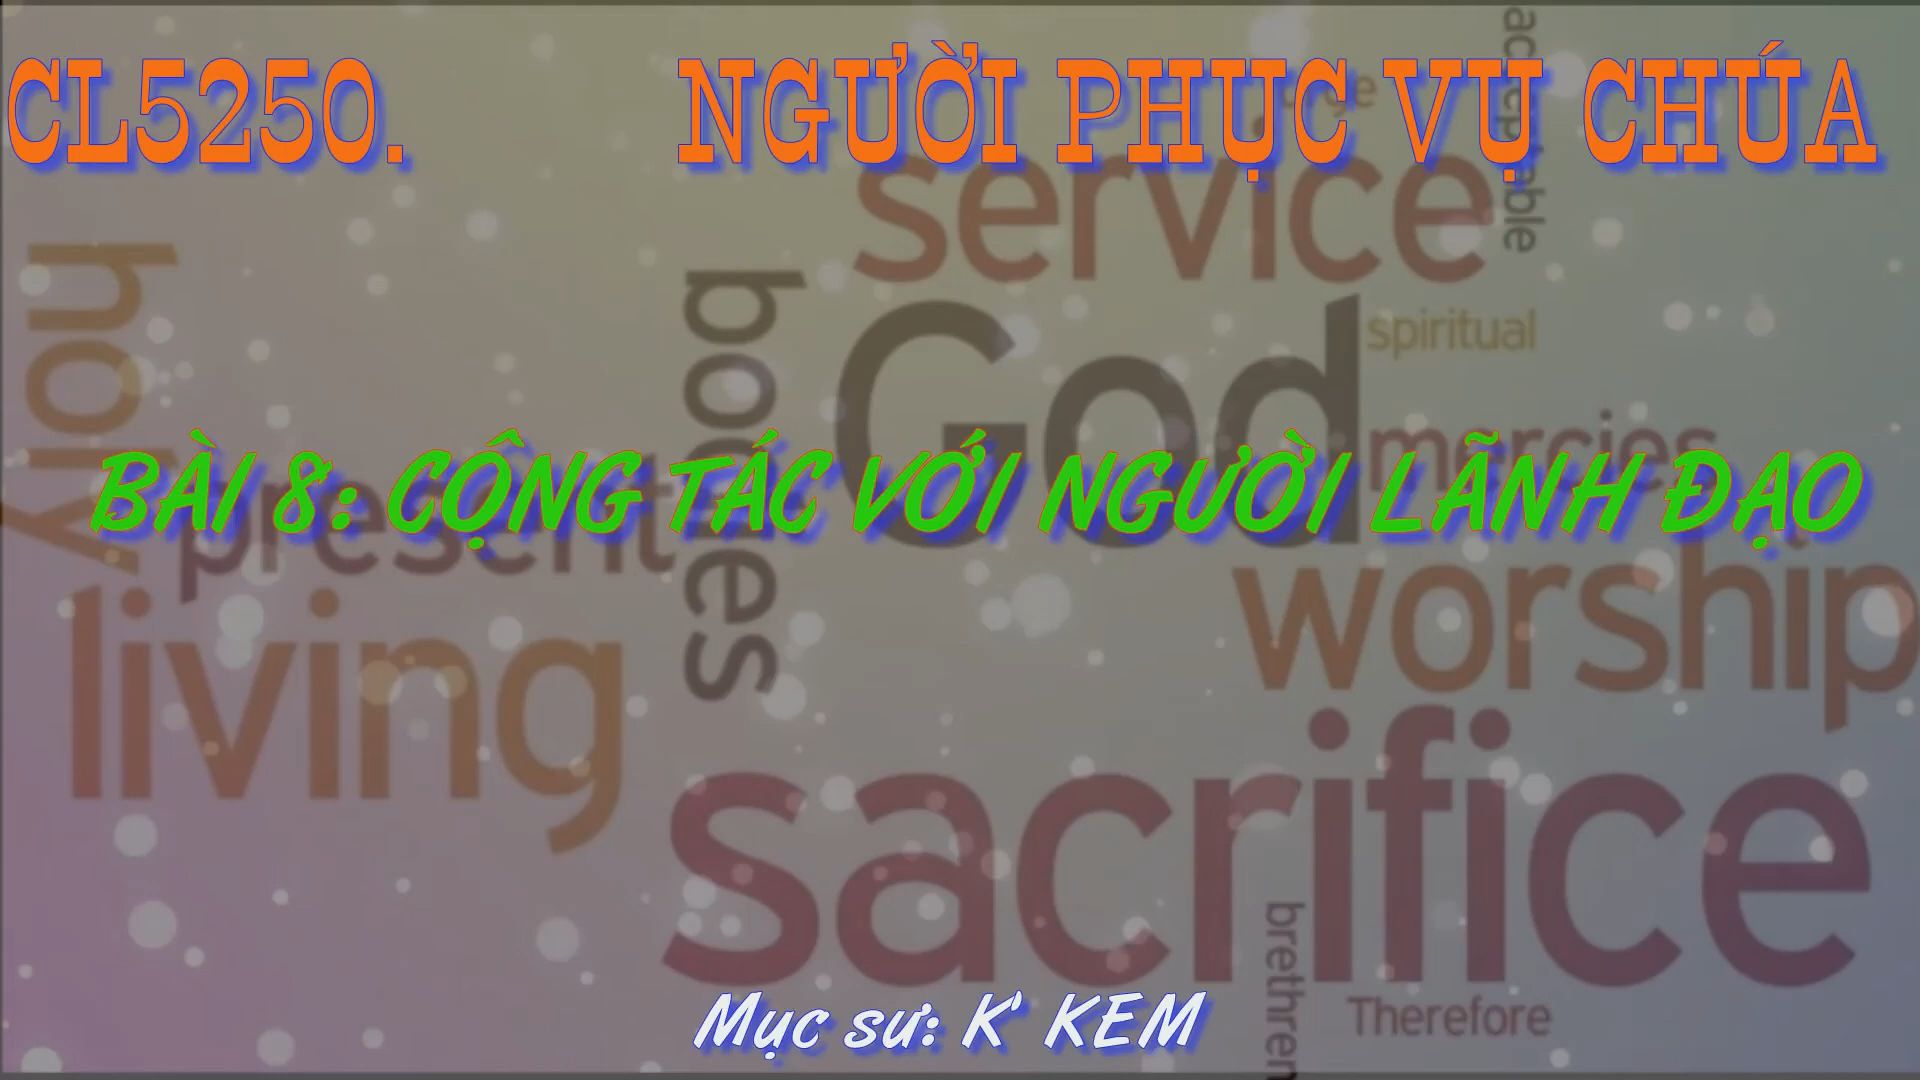 CL5250. NGƯỜI PHỤC VỤ CHÚA
acceptable
service
holy
bodies
God
spiritual
mercies
BÀI 8: CỘNG TÁC VỚI NGƯỜI LÃNH ĐẠO
present
worship
living
sacrifice
brethren
Therefore
Mục sư: K' KEM